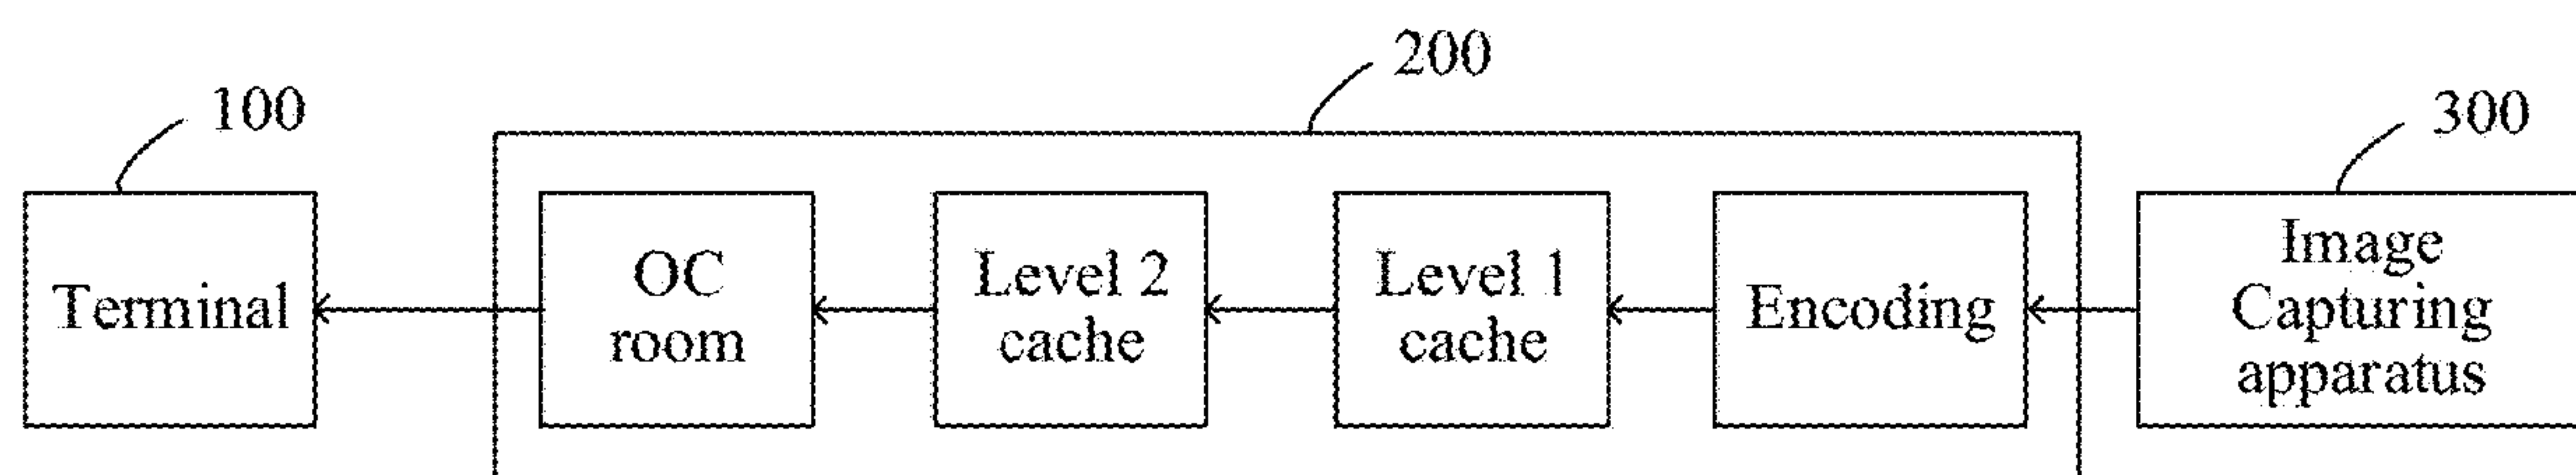 200
100
300
Terminal
OC
room
Level 2
cache
Level 1
cache
Encoding
Image
Capturing
apparatus